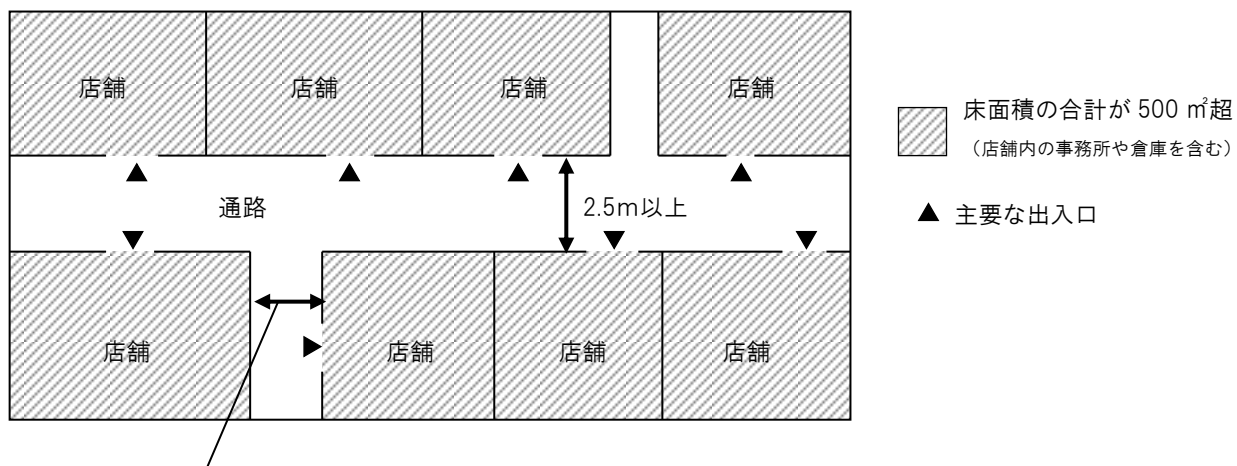 店舗
店舗
店舗
店舗
床面積の合計が 500 ㎡超
(店舗内の事務所や倉庫を含む)
通路
2.5m以上
主要な出入口
店舗
店舗
店舗
店舗